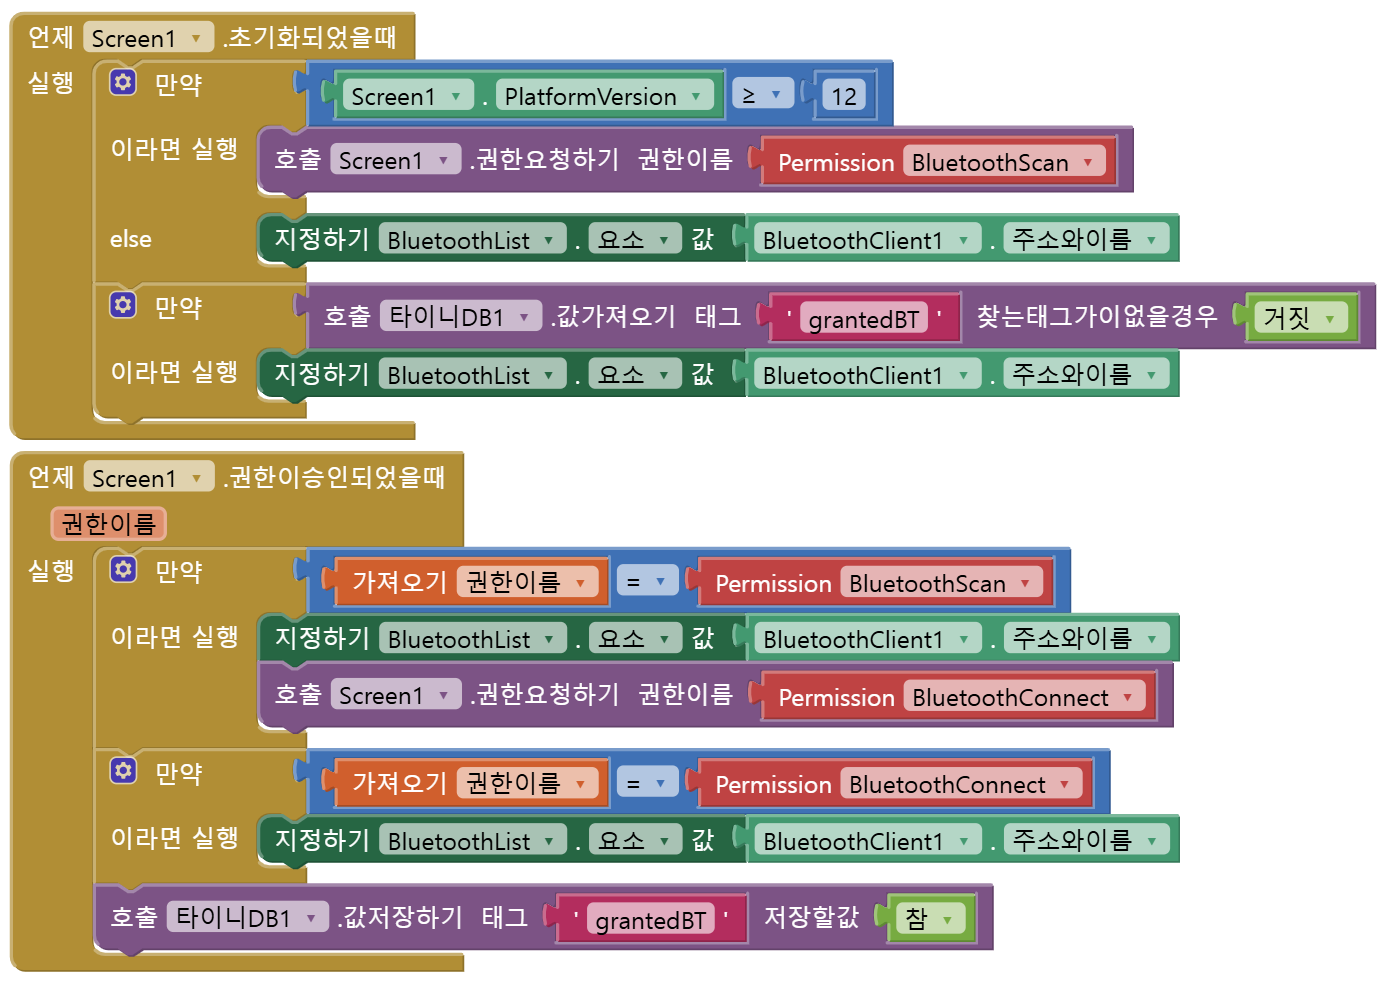 언제 Screen1 .초기화되었을때
실행 만약 Screen1 . PlatformVersion ≥ 12
이라면 실행 호출 Screen1 .권한요청하기 권한이름 Permission BluetoothScan
else 지정하기 BluetoothList . 요소 값 BluetoothClient1 . 주소와이름
만약 호출 타이니DB1 .값가져오기 태그 ' grantedBT ' 찾는태그가이없을경우 거짓
이라면 실행 지정하기 BluetoothList . 요소 값 BluetoothClient1 . 주소와이름
언제 Screen1 .권한이승인되었을때
권한이름
실행 만약 가져오기 권한이름 = Permission BluetoothScan
이라면 실행 지정하기 BluetoothList . 요소 값 BluetoothClient1 . 주소와이름
호출 Screen1 .권한요청하기 권한이름 Permission BluetoothConnect
만약 가져오기 권한이름 = Permission BluetoothConnect
이라면 실행 지정하기 BluetoothList . 요소 값 BluetoothClient1 . 주소와이름
호출 타이니DB1 .값저장하기 태그 ' grantedBT ' 저장할값 참